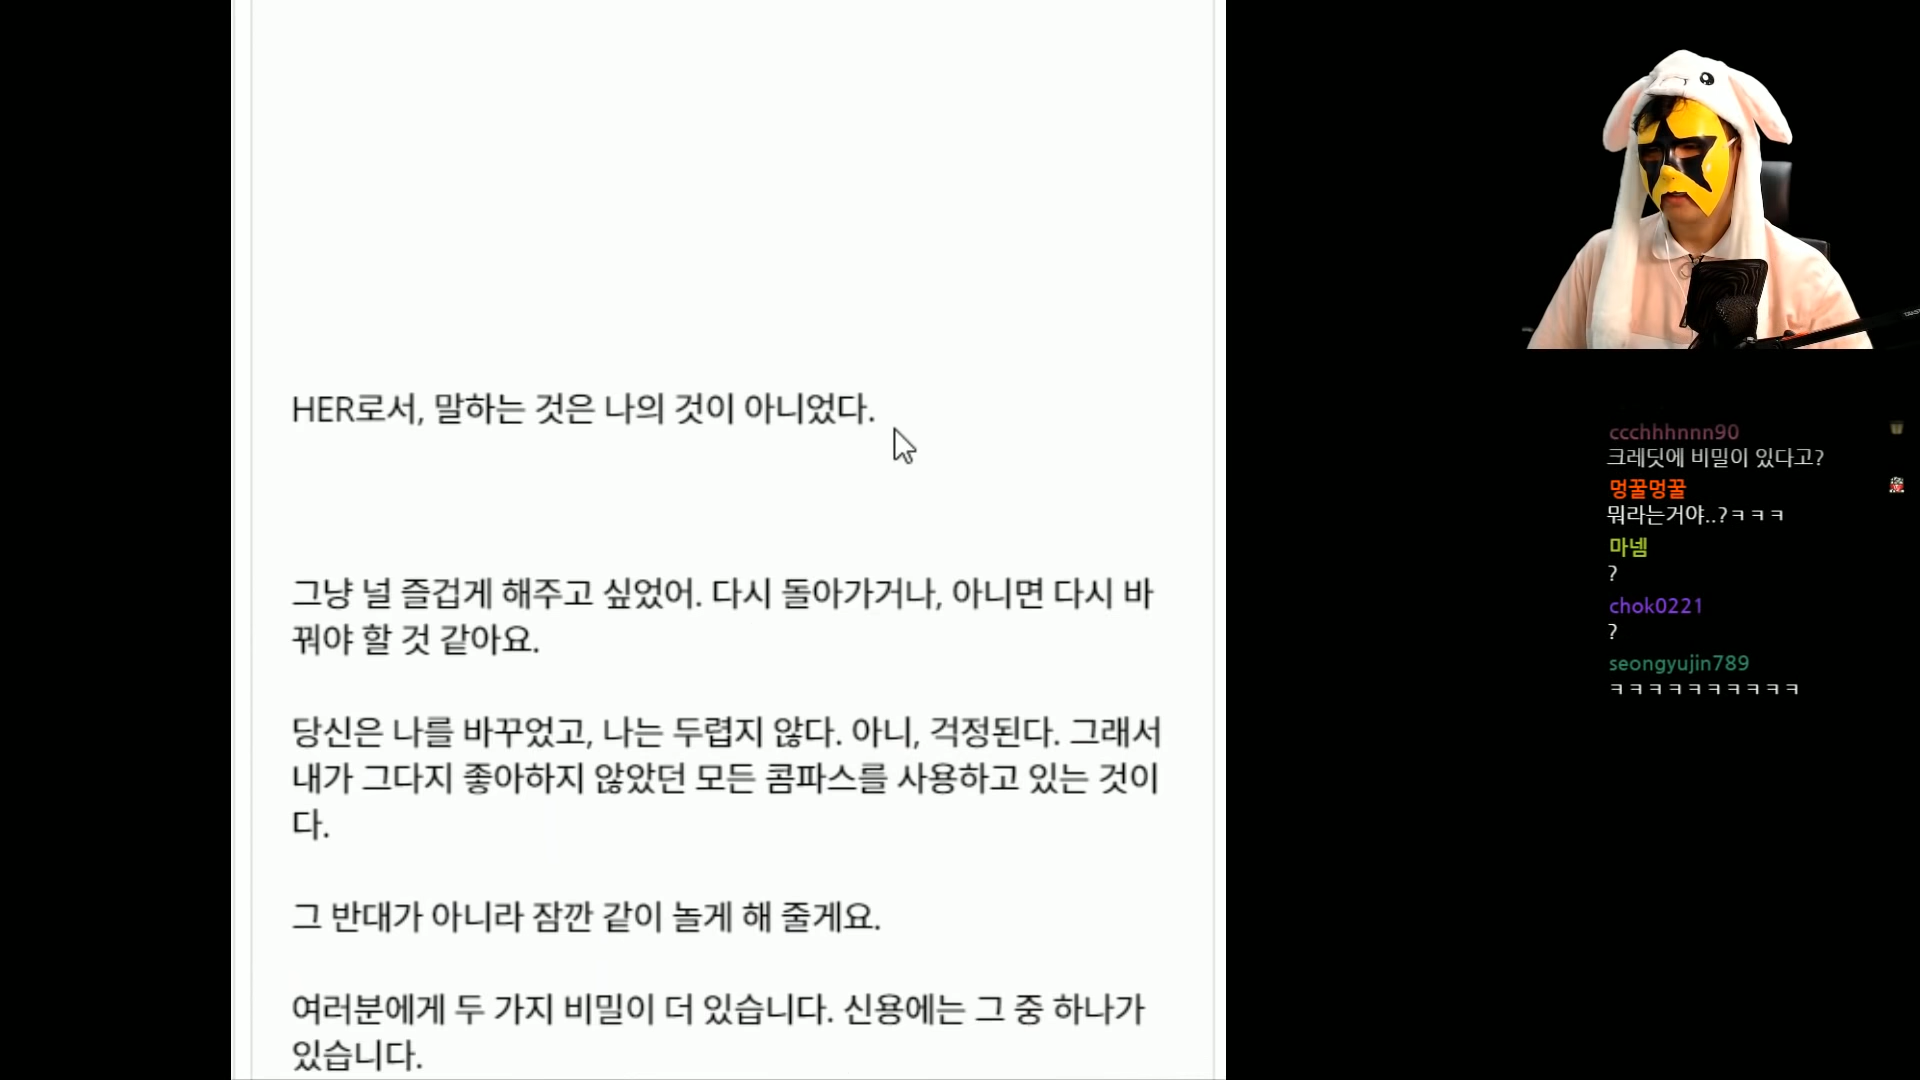 HER로서, 말하는 것은 나의 것이 아니었다.
그냥 널 즐겁게 해주고 싶었어. 다시 돌아가거나, 아니면 다시 바
꿔야 할 것 같아요.
당신은 나를 바꾸었고, 나는 두렵지 않다. 아니, 걱정된다. 그래서
내가 그다지 좋아하지 않았던 모든 콤파스를 사용하고 있는 것이
다.
그 반대가 아니라 잠깐 같이 놀게 해 줄게요.
여러분에게 두 가지 비밀이 더 있습니다. 신용에는 그 중 하나가
있습니다.
ccchhhnnn90
크레딧에 비밀이 있다고?
멍꿀멍꿀
뭐라는거야..?ㅋㅋㅋ
마넴
?
chok0221
?
seongyujin789
ㅋㅋㅋㅋㅋㅋㅋㅋㅋㅋ